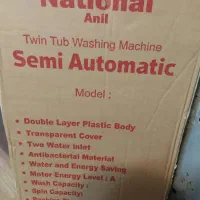 National
Anil
Twin Tub Washing Machine
Semi Automatic
Model :
• Double Layer Plastic Body
• Transparent Cover
• Two Water Inlet
• Antibacterial Material
• Water and Energy Saving
• Motor Energy Level : A
• Wash Capacity :
• Spin Capacity: